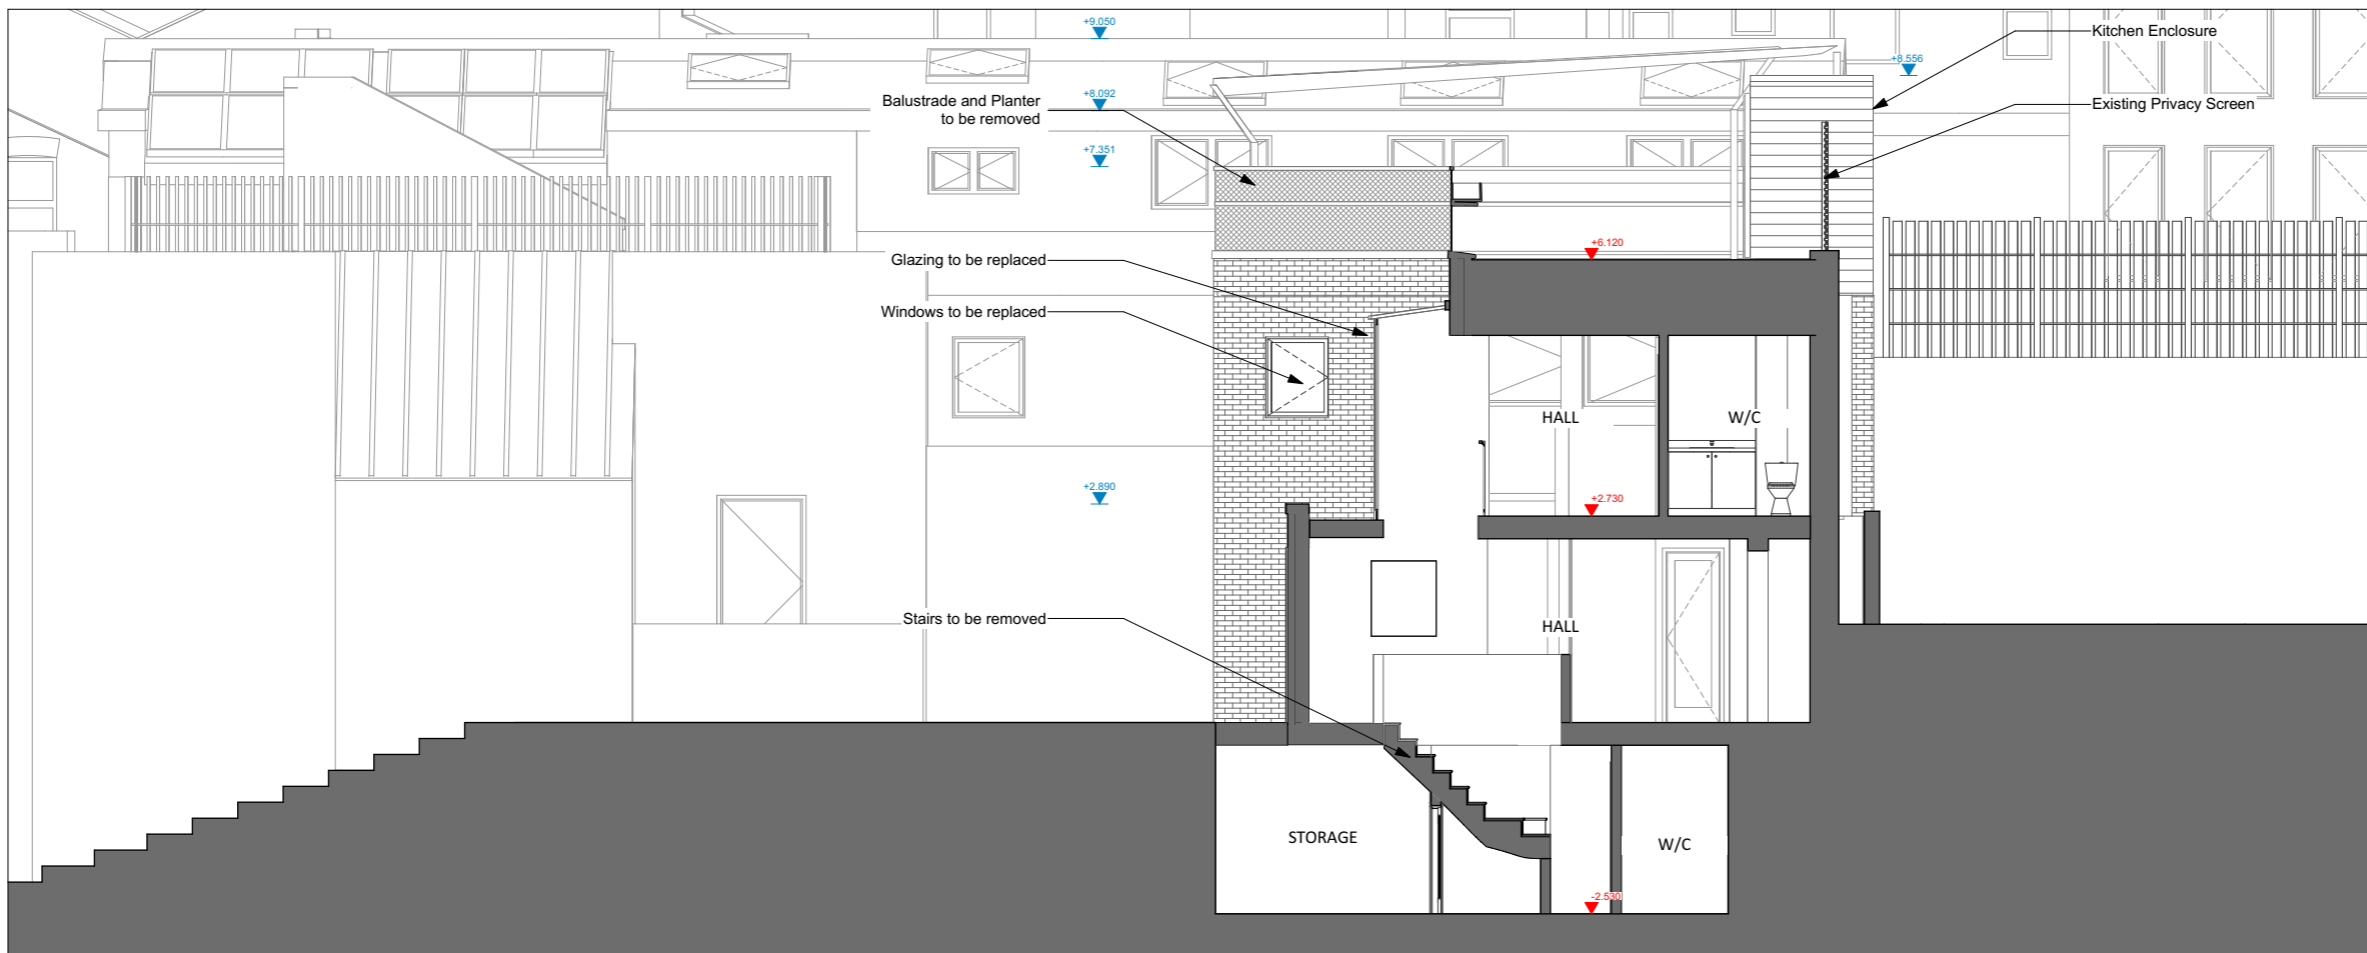 +9.050
Kitchen Enclosure
+8.556
Balustrade and Planter
to be removed
+8.092
Existing Privacy Screen
+7.351
+6.120
Glazing to be replaced
Windows to be replaced
HALL
W/C
+2.890
+2.730
Stairs to be removed
HALL
STORAGE
W/C
-2.530